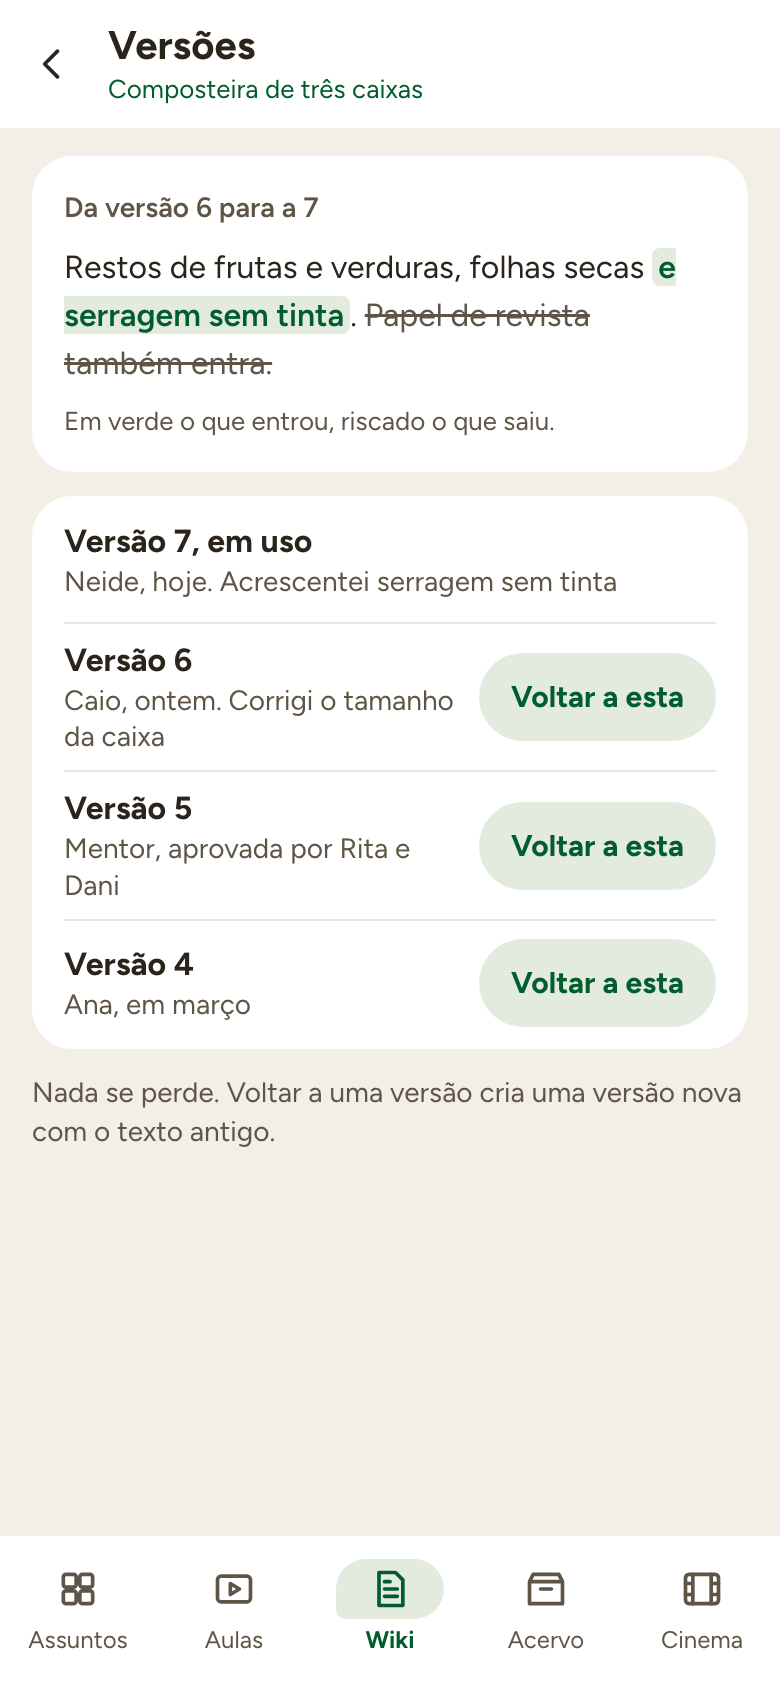 Versões
Composteira de três caixas
Da versão 6 para a 7
Restos de frutas e verduras, folhas secas e
serragem sem tinta. Papel de revista
também entra.
Em verde o que entrou, riscado o que saiu.
Versão 7, em uso
Neide, hoje. Acrescentei serragem sem tinta
Versão 6
Caio, ontem. Corrigi o tamanho
da caixa
Voltar a esta
Versão 5
Mentor, aprovada por Rita e
Dani
Voltar a esta
Versão 4
Ana, em março
Voltar a esta
Nada se perde. Voltar a uma versão cria uma versão nova
com o texto antigo.
Assuntos
Aulas
Wiki
Acervo
Cinema